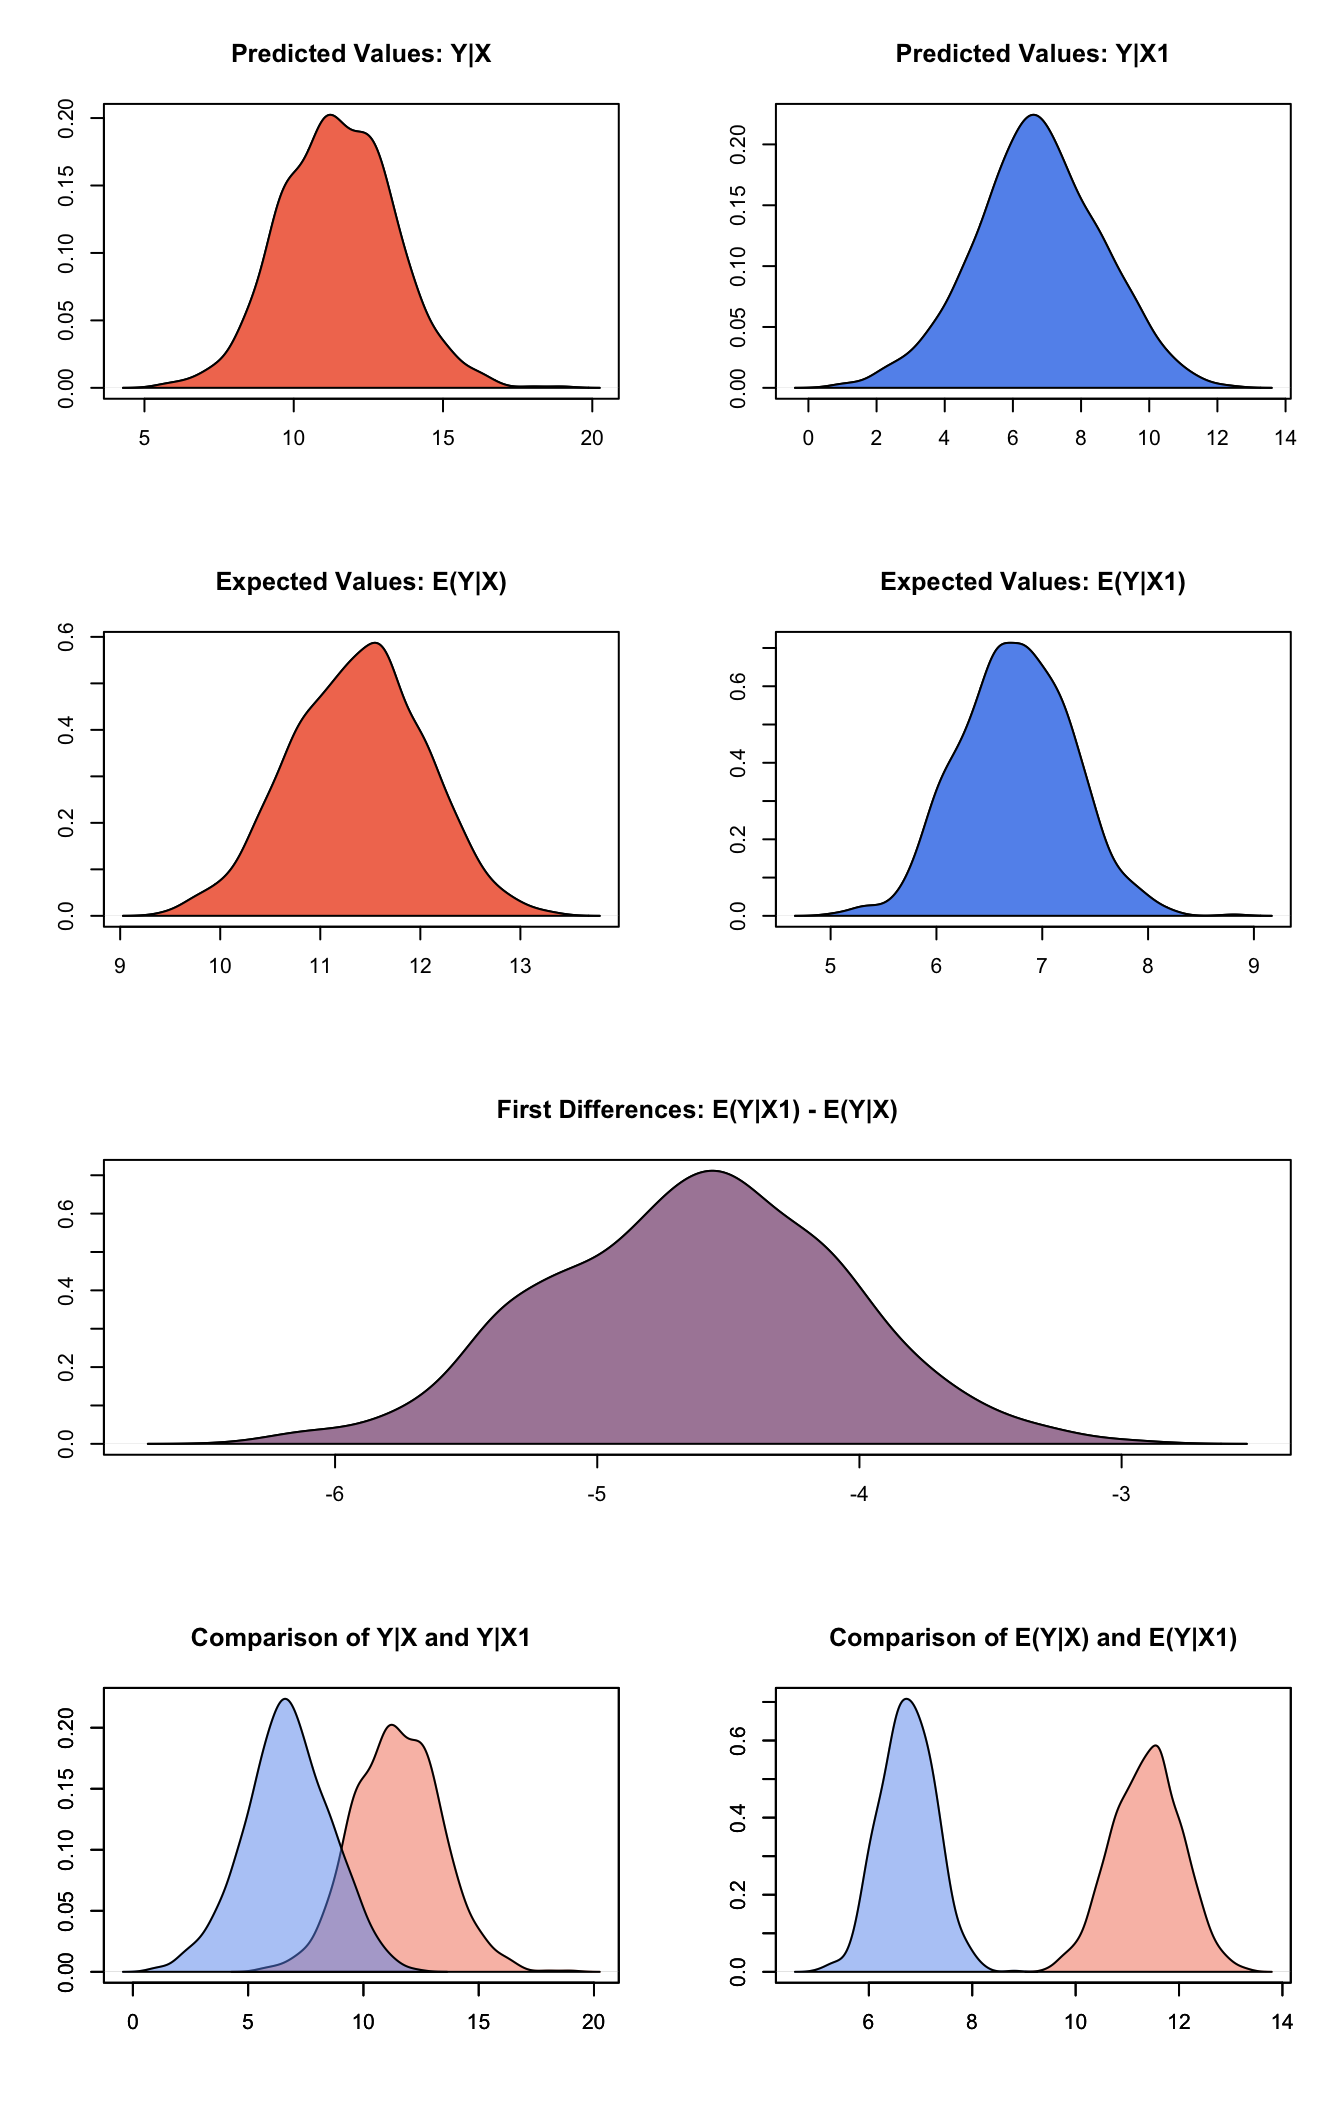 Predicted Values: Y|X
0.00 0.05 0.10 0.15 0.20
5 10 15 20
Predicted Values: Y|X1
0.00 0.05 0.10 0.15 0.20
0 2 4 6 8 10 12 14
Expected Values: E(Y|X)
0.0 0.2 0.4 0.6
9 10 11 12 13
Expected Values: E(Y|X1)
0.0 0.2 0.4 0.6
5 6 7 8 9
First Differences: E(Y|X1) - E(Y|X)
0.0 0.2 0.4 0.6
-6 -5 -4 -3
Comparison of Y|X and Y|X1
0.00 0.05 0.10 0.15 0.20
0 5 10 15 20
Comparison of E(Y|X) and E(Y|X1)
0.0 0.2 0.4 0.6
6 8 10 12 14